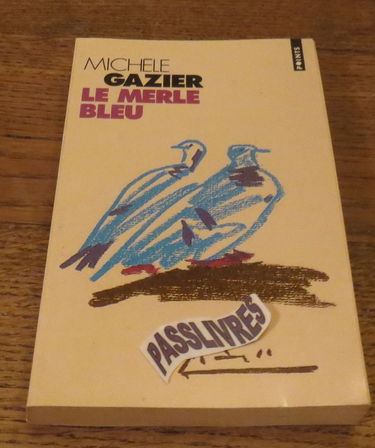 MICHÈLE
GAZIER
LE MERLE
BLEU
POINTS
PASSLIVRES